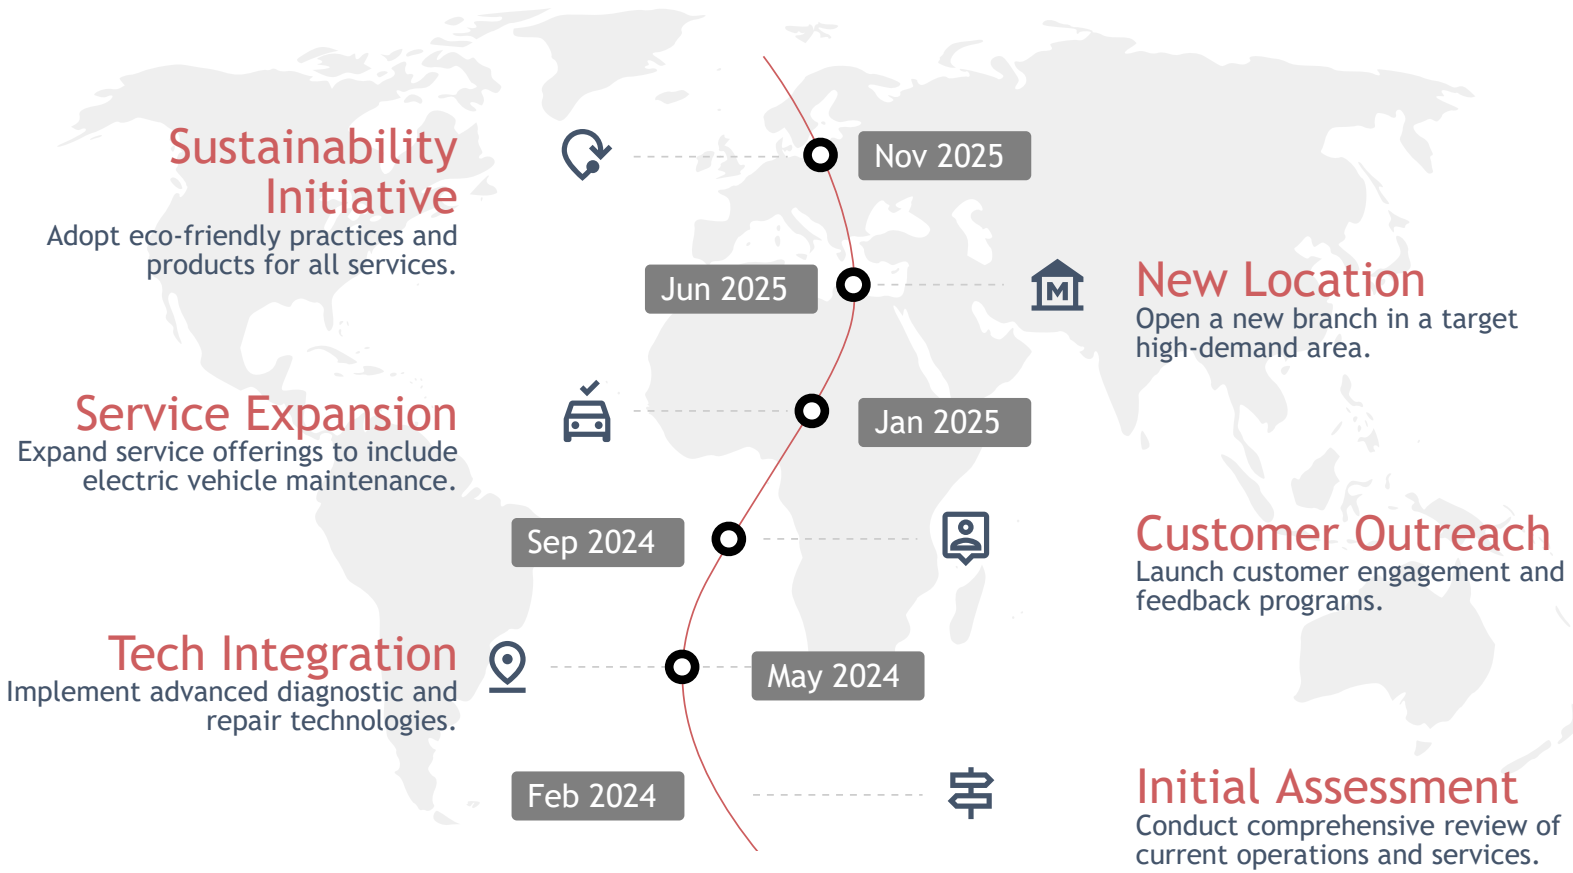 Sustainability
Initiative
Adopt eco-friendly practices and
products for all services.
Nov 2025
Jun 2025
M
New Location
Open a new branch in a target
high-demand area.
Service Expansion
Expand service offerings to include
electric vehicle maintenance.
Jan 2025
Sep 2024
Customer Outreach
Launch customer engagement and
feedback programs.
Tech Integration
Implement advanced diagnostic and
repair technologies.
May 2024
Feb 2024
Initial Assessment
Conduct comprehensive review of
current operations and services.